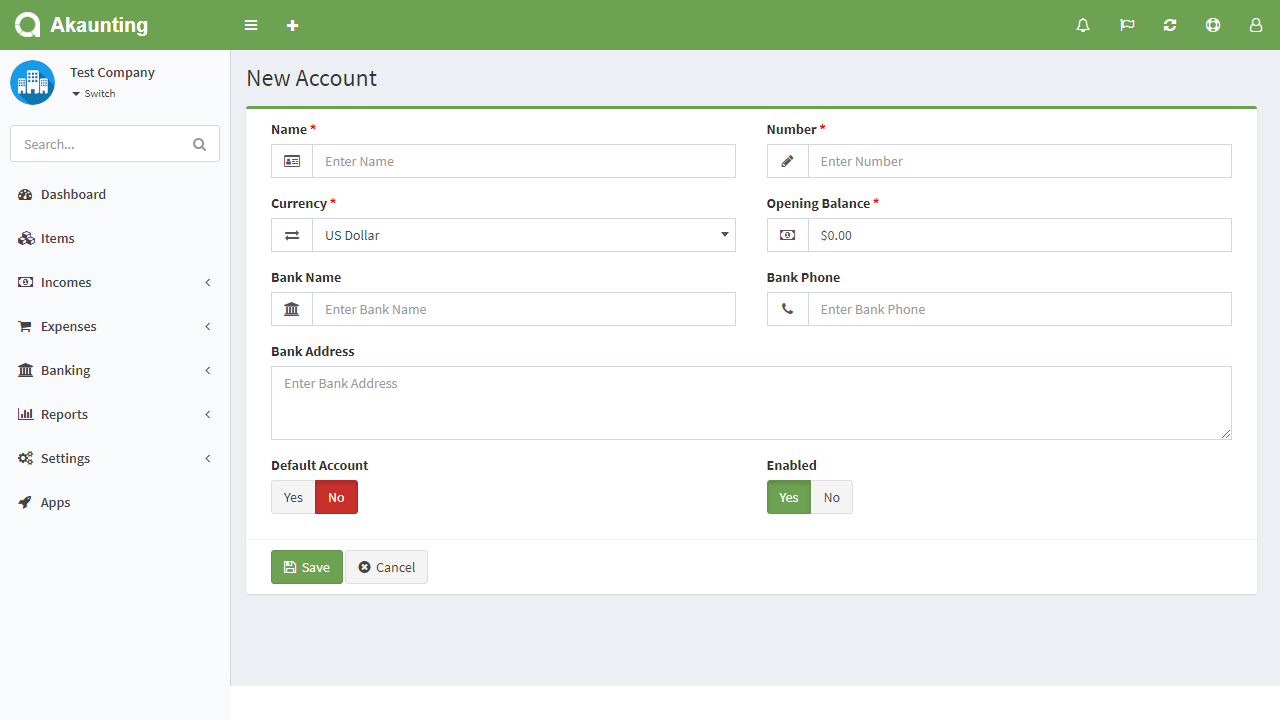 Akaunting
Test Company
Switch
Search...
Dashboard
Items
Incomes
Expenses
Banking
Reports
Settings
Apps
New Account
Name * Number *
Enter Name Enter Number
Currency * Opening Balance *
US Dollar $0.00
Bank Name Bank Phone
Enter Bank Name Enter Bank Phone
Bank Address
Enter Bank Address
Default Account Enabled
Yes No Yes No
Save Cancel